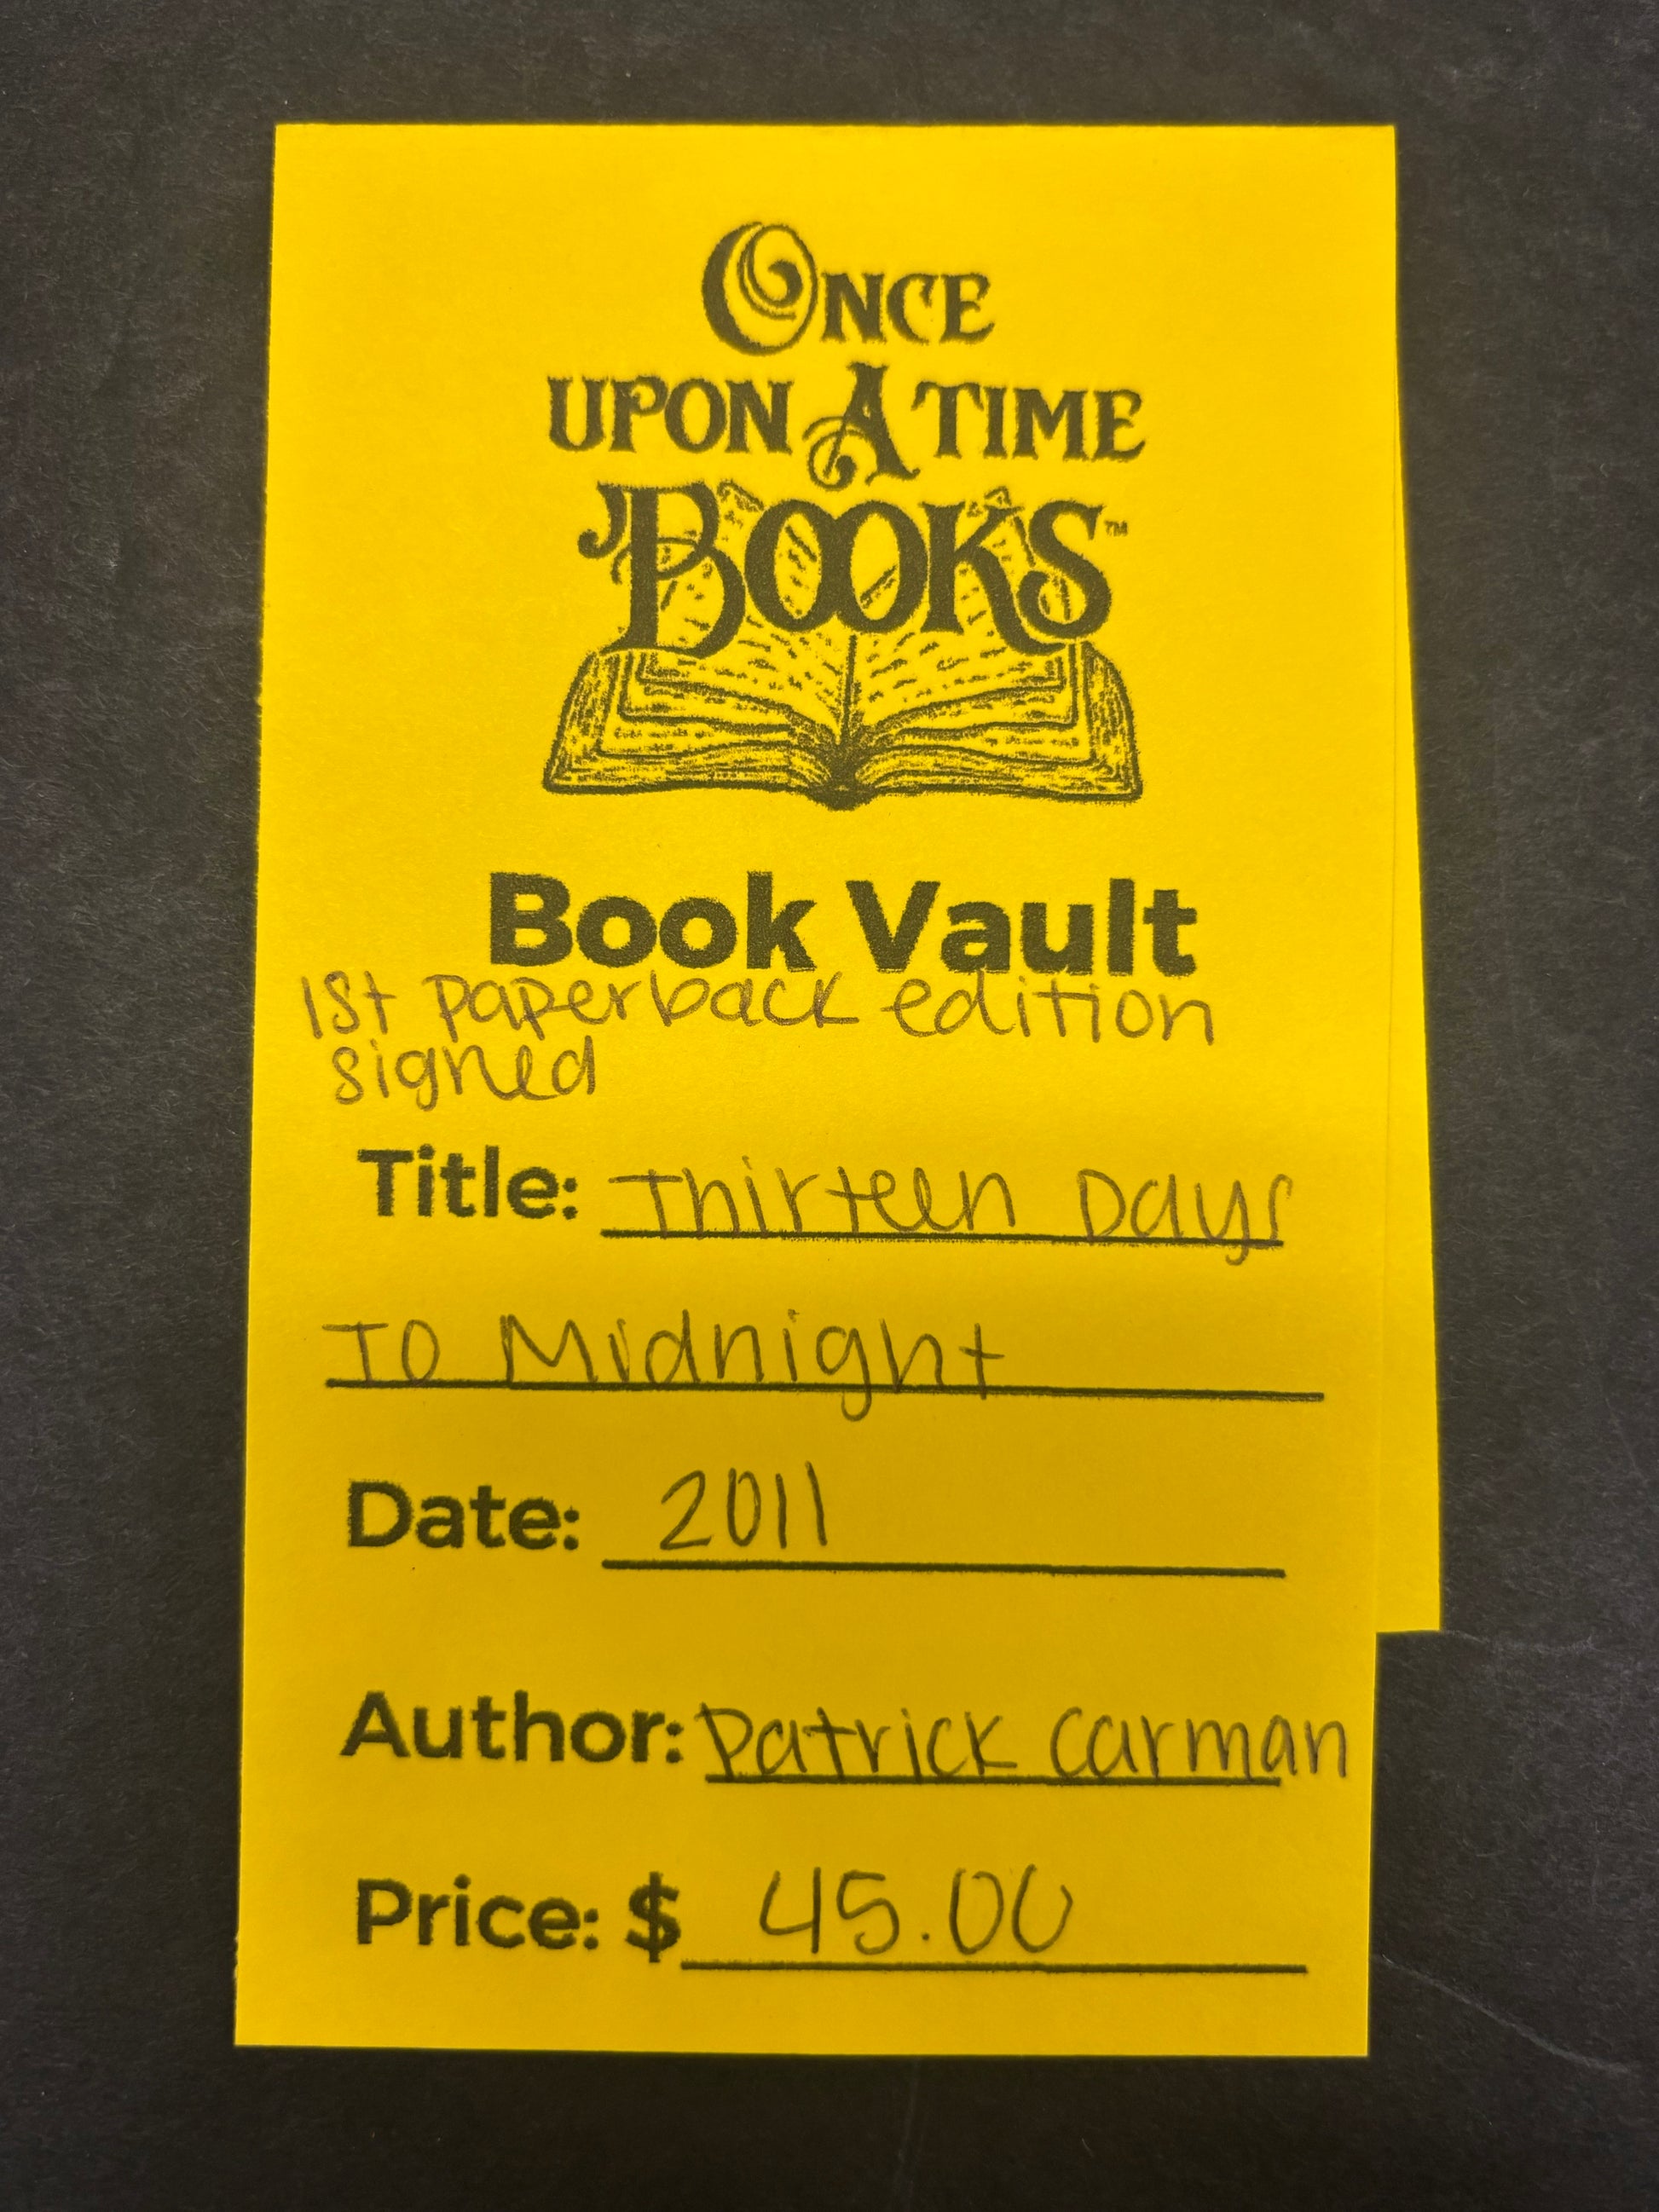 ONCE
UPON A TIME
BOOKS™
Book Vault
1st paperback edition
signed
Title: Thirteen Days
To Midnight
Date: 2011
Author: Patrick Carman
Price: $ 45.00